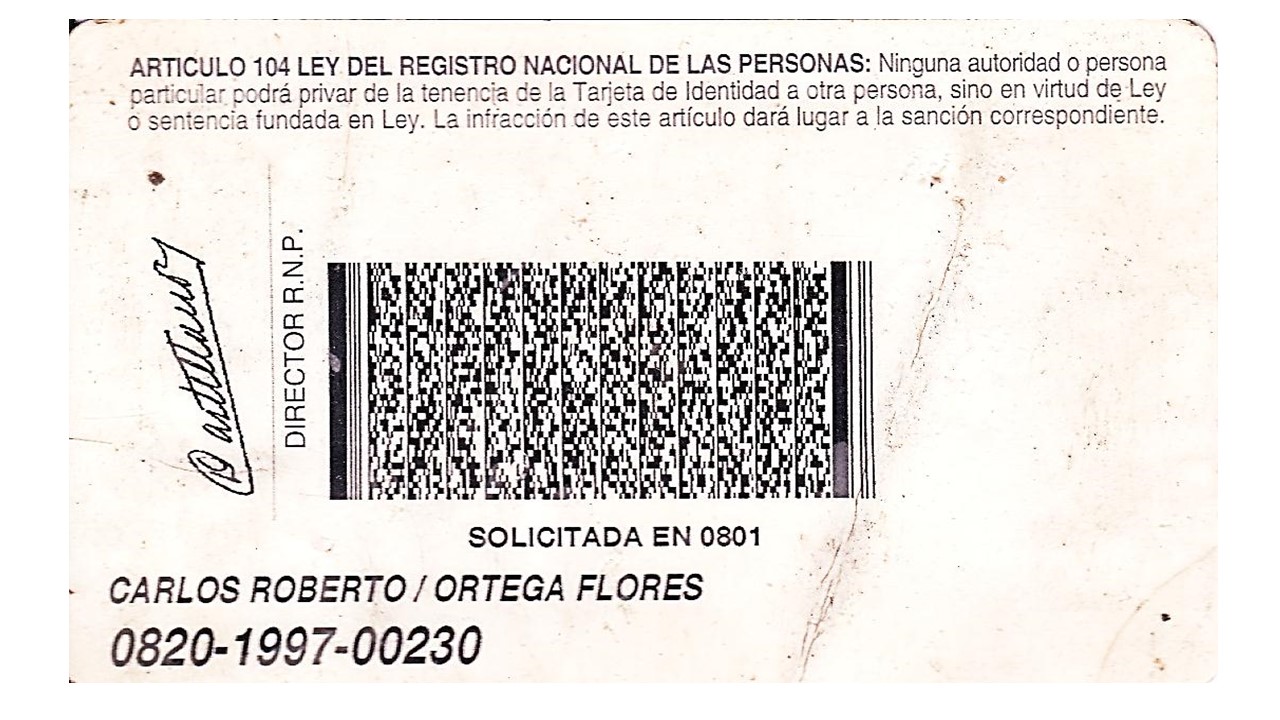 ARTICULO 104 LEY DEL REGISTRO NACIONAL DE LAS PERSONAS: Ninguna autoridad o persona
particular podrá privar de la tenencia de la Tarjeta de Identidad a otra persona, sino en virtud de Ley
o sentencia fundada en Ley. La infracción de este artículo dará lugar a la sanción correspondiente.
DIRECTOR R.N.P.
SOLICITADA EN 0801
CARLOS ROBERTO / ORTEGA FLORES
0820-1997-00230